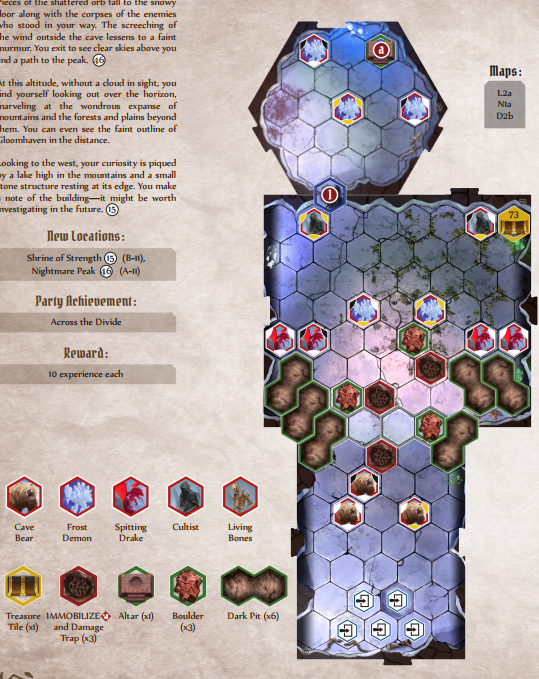 Pieces of the shattered orb fall to the snowy
floor along with the corpses of the enemies
who stood in your way. The screeching of
the wind outside the cave lessens to a faint
murmur. You exit to see clear skies above you
and a path to the peak. 46
At this altitude, without a cloud in sight, you
find yourself looking out over the horizon,
marveling at the wondrous expanse of
mountains and the forests and plains beyond
them. You can even see the faint outline of
Gloomhaven in the distance.
Looking to the west, your curiosity is piqued
by a lake high in the mountains and a small
stone structure resting at its edge. You make
a note of the building—it might be worth
investigating in the future. 15
New Locations:
Shrine of Strength 15 (B-11),
Nightmare Peak 46 (A-11)
Party Achievement:
Across the Divide
Reward:
10 experience each
Cave
Bear
Frost
Demon
Spitting
Drake
Cultist
Living
Bones
Treasure
Tile (x1)
IMMOBILIZE
and Damage
Trap (x3)
Altar (x1)
Boulder
(x3)
Dark Pit (x6)
a
1
73
Maps:
L2a
N1a
D2b